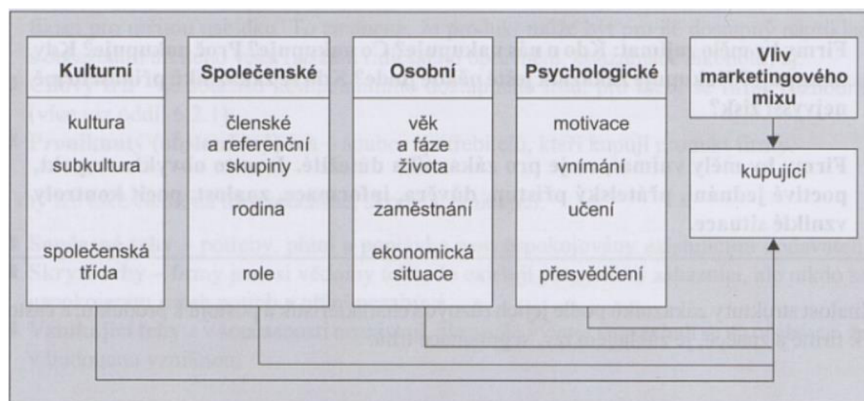 Kulturní
kultura
subkultura
společenská
třída
Společenské
členské
a referenční
skupiny
rodina
role
Osobní
věk
a fáze
života
zaměstnání
ekonomická
situace
Psychologické
motivace
vnímání
učení
přesvědčení
Vliv
marketingového
mixu
kupující